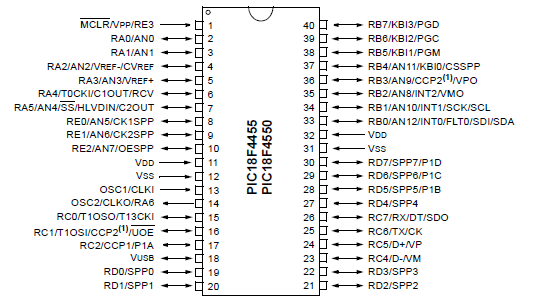 MCLR/VPP/RE3 1
RA0/AN0 2
RA1/AN1 3
RA2/AN2/VREF-/CVREF 4
RA3/AN3/VREF+ 5
RA4/T0CKI/C1OUT/RCV 6
RA5/AN4/SS/HLVDIN/C2OUT 7
RE0/AN5/CK1SPP 8
RE1/AN6/CK2SPP 9
RE2/AN7/OESPP 10
VDD 11
VSS 12
OSC1/CLKI 13
OSC2/CLKO/RA6 14
RC0/T1OSO/T13CKI 15
RC1/T1OSI/CCP2(1)/UOE 16
RC2/CCP1/P1A 17
VUSB 18
RD0/SPP0 19
RD1/SPP1 20
PIC18F4455
PIC18F4550
40 RB7/KBI3/PGD
39 RB6/KBI2/PGC
38 RB5/KBI1/PGM
37 RB4/AN11/KBI0/CSSPP
36 RB3/AN9/CCP2(1)/VPO
35 RB2/AN8/INT2/VMO
34 RB1/AN10/INT1/SCK/SCL
33 RB0/AN12/INT0/FLT0/SDI/SDA
32 VDD
31 VSS
30 RD7/SPP7/P1D
29 RD6/SPP6/P1C
28 RD5/SPP5/P1B
27 RD4/SPP4
26 RC7/RX/DT/SDO
25 RC6/TX/CK
24 RC5/D+/VP
23 RC4/D-/VM
22 RD3/SPP3
21 RD2/SPP2